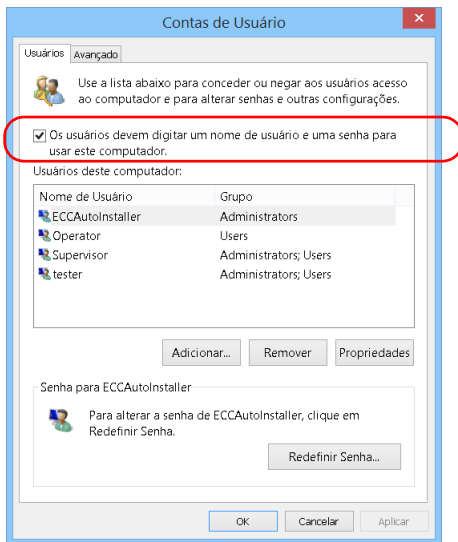 Contas de Usuário
Usuários Avançado
Use a lista abaixo para conceder ou negar aos usuários acesso
ao computador e para alterar senhas e outras configurações.
Os usuários devem digitar um nome de usuário e uma senha para
usar este computador.
Usuários deste computador:
Nome de Usuário Grupo
ECCAutoInstaller Administrators
Operator Users
Supervisor Administrators; Users
tester Administrators; Users
Adicionar... Remover Propriedades
Senha para ECCAutoInstaller
Para alterar a senha de ECCAutoInstaller, clique em
Redefinir Senha.
Redefinir Senha...
OK Cancelar Aplicar